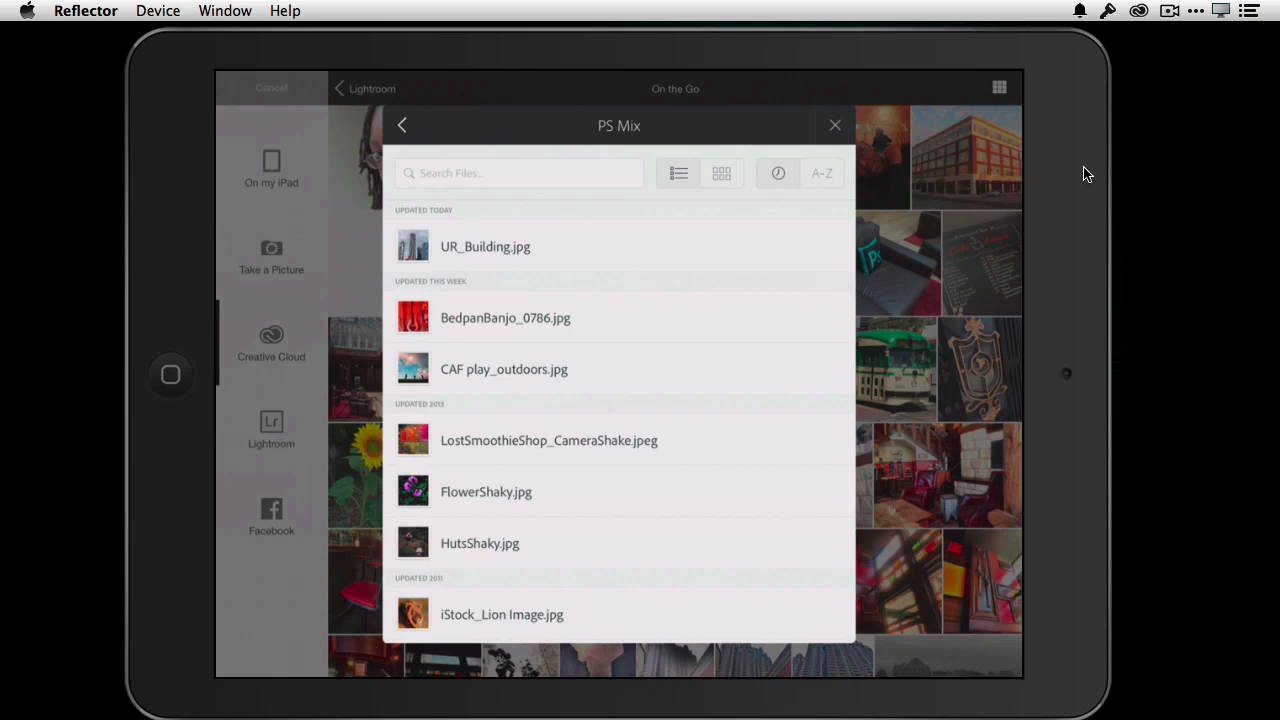 Reflector Device Window Help
Cancel
Lightroom
On the Go
PS Mix
Search Files...
A-Z
On my iPad
Take a Picture
Creative Cloud
Lr
Lightroom
Facebook
UPDATED TODAY
UR_Building.jpg
UPDATED THIS WEEK
BedpanBanjo_0786.jpg
CAF play_outdoors.jpg
UPDATED 2013
LostSmoothieShop_CameraShake.jpeg
FlowerShaky.jpg
HutsShaky.jpg
UPDATED 2011
iStock_Lion Image.jpg
Ps